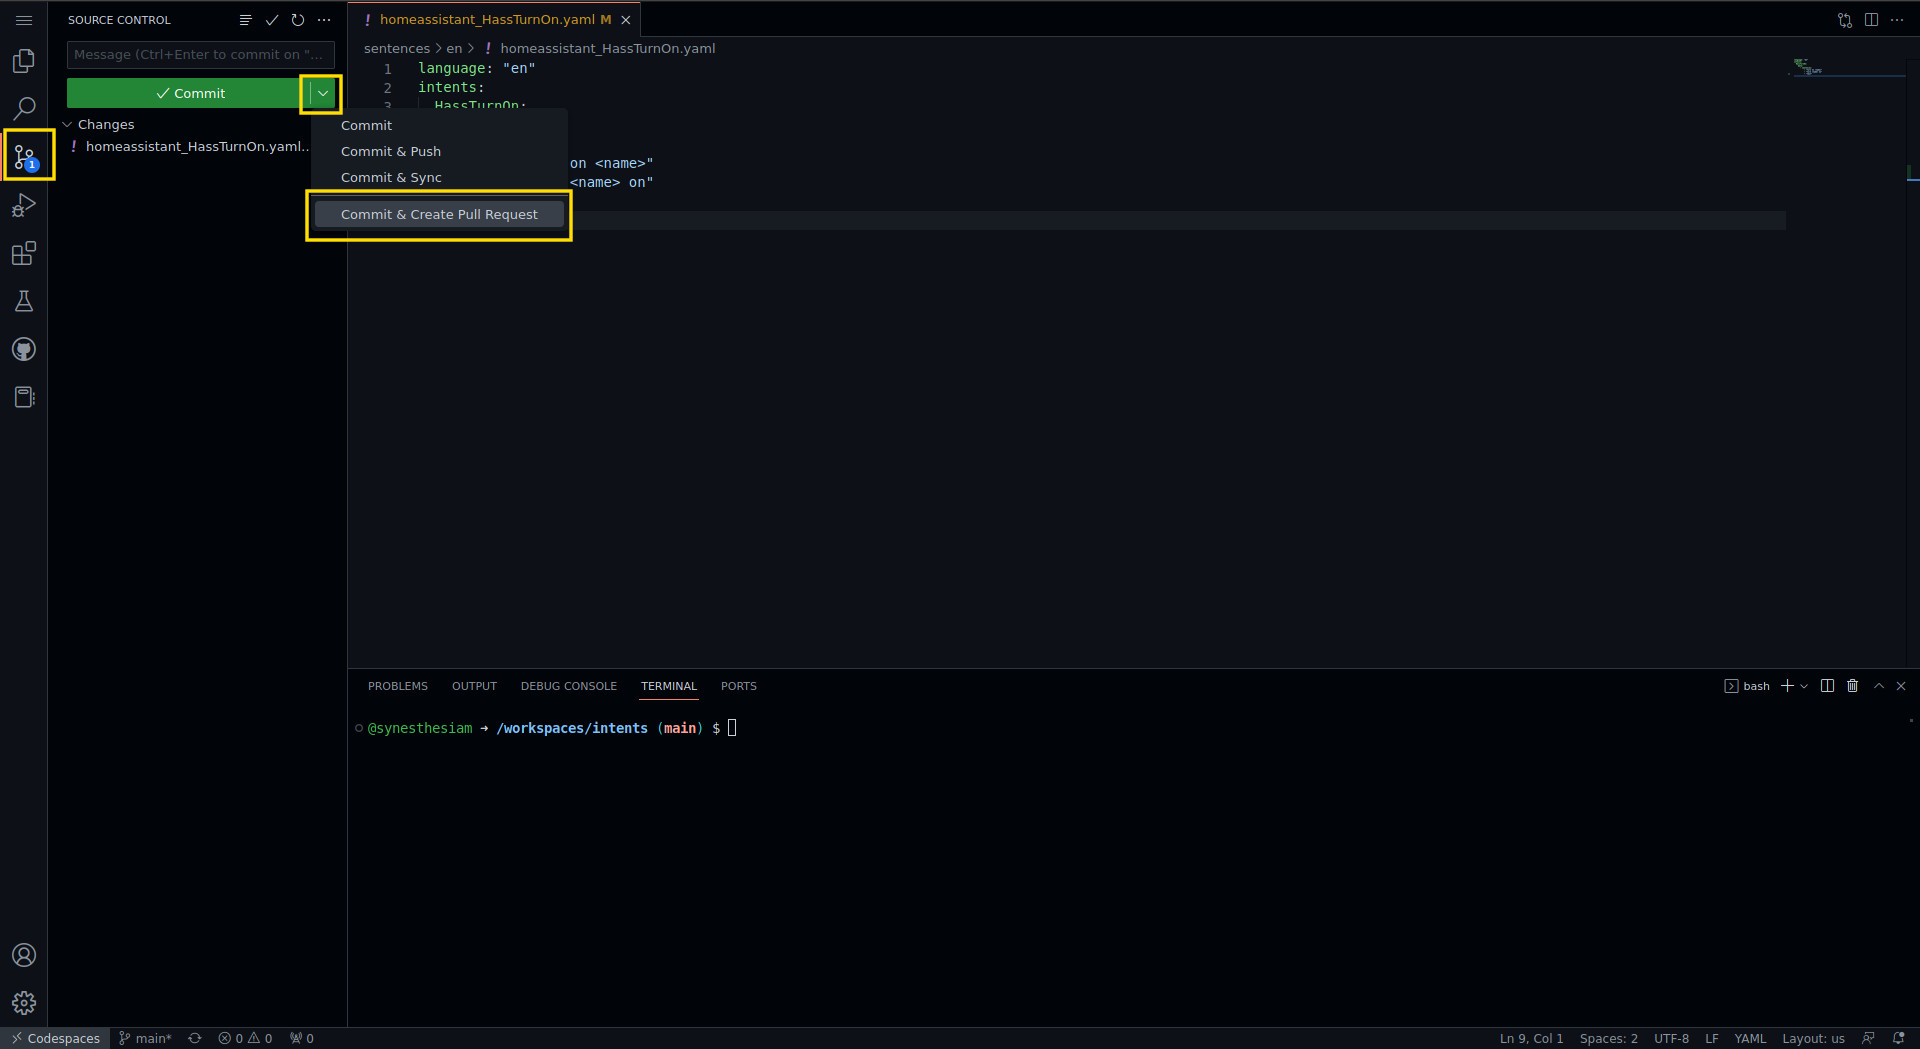 SOURCE CONTROL
Message (Ctrl+Enter to commit on "...
Commit
Changes
! homeassistant_HassTurnOn.yaml..
1
Commit
Commit & Push
Commit & Sync
Commit & Create Pull Request
! homeassistant_HassTurnOn.yaml M
sentences > en > ! homeassistant_HassTurnOn.yaml
1 language: "en"
2 intents:
3 HassTurnOn:
on <name>"
<name> on"
PROBLEMS OUTPUT DEBUG CONSOLE TERMINAL PORTS
bash
@synesthesiam → /workspaces/intents (main) $
Codespaces main* 0 0 0
Ln 9, Col 1 Spaces: 2 UTF-8 LF YAML Layout: us